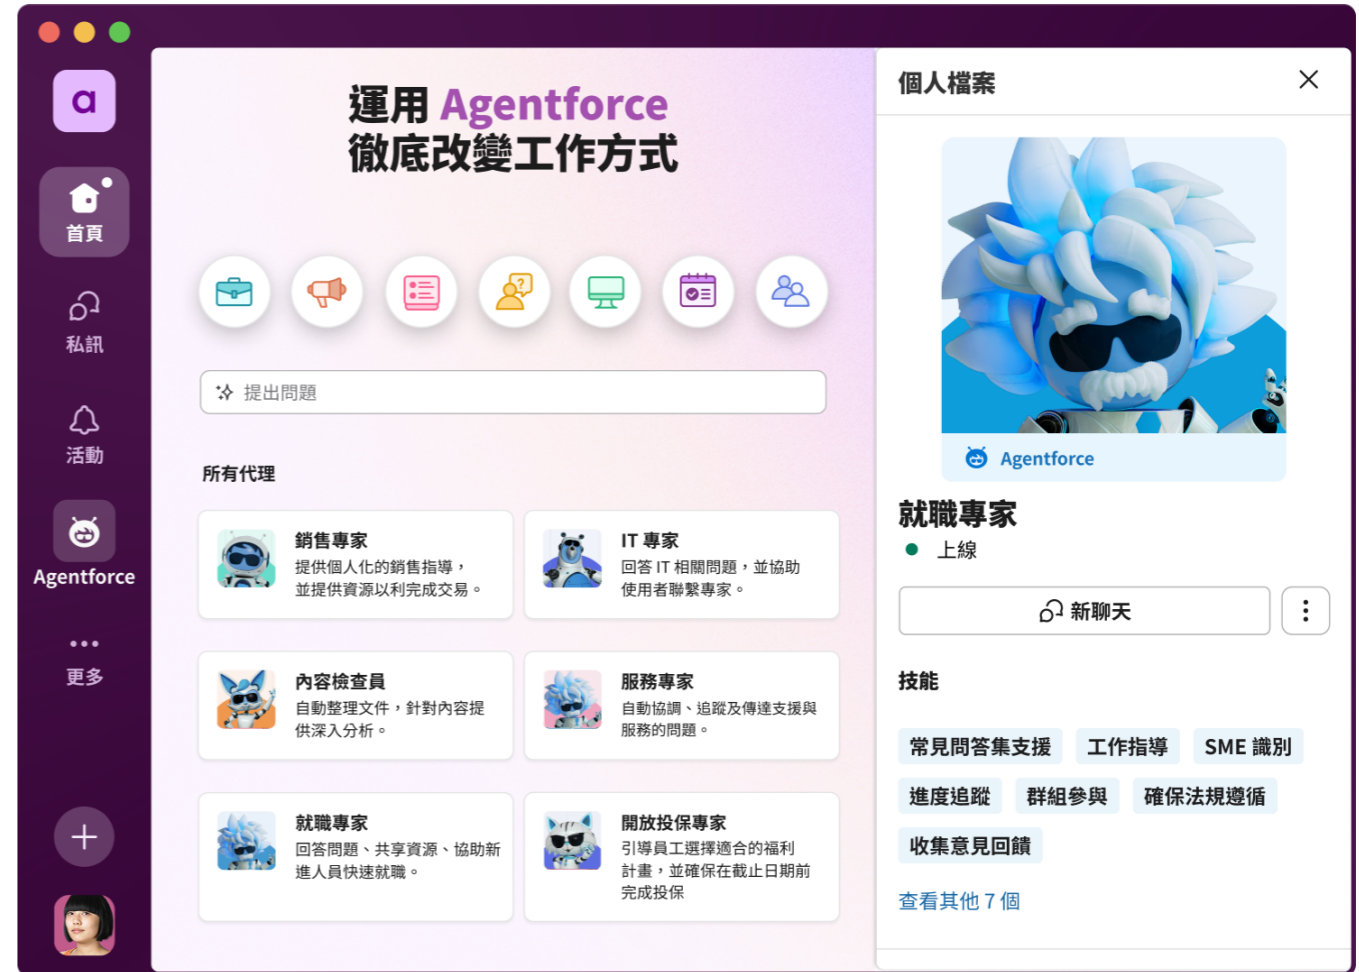 a
首頁
私訊
活動
Agentforce
更多
運用 Agentforce
徹底改變工作方式
提出問題
所有代理
銷售專家
提供個人化的銷售指導，
並提供資源以利完成交易。
IT 專家
回答 IT 相關問題，並協助
使用者聯繫專家。
內容檢查員
自動整理文件，針對內容提
供深入分析。
服務專家
自動協調、追蹤及傳達支援與
服務的問題。
就職專家
回答問題、共享資源、協助新
進人員快速就職。
開放投保專家
引導員工選擇適合的福利
計畫，並確保在截止日期前
完成投保
個人檔案
Agentforce
就職專家
上線
新聊天
技能
常見問答集支援 工作指導 SME 識別
進度追蹤 群組參與 確保法規遵循
收集意見回饋
查看其他 7 個